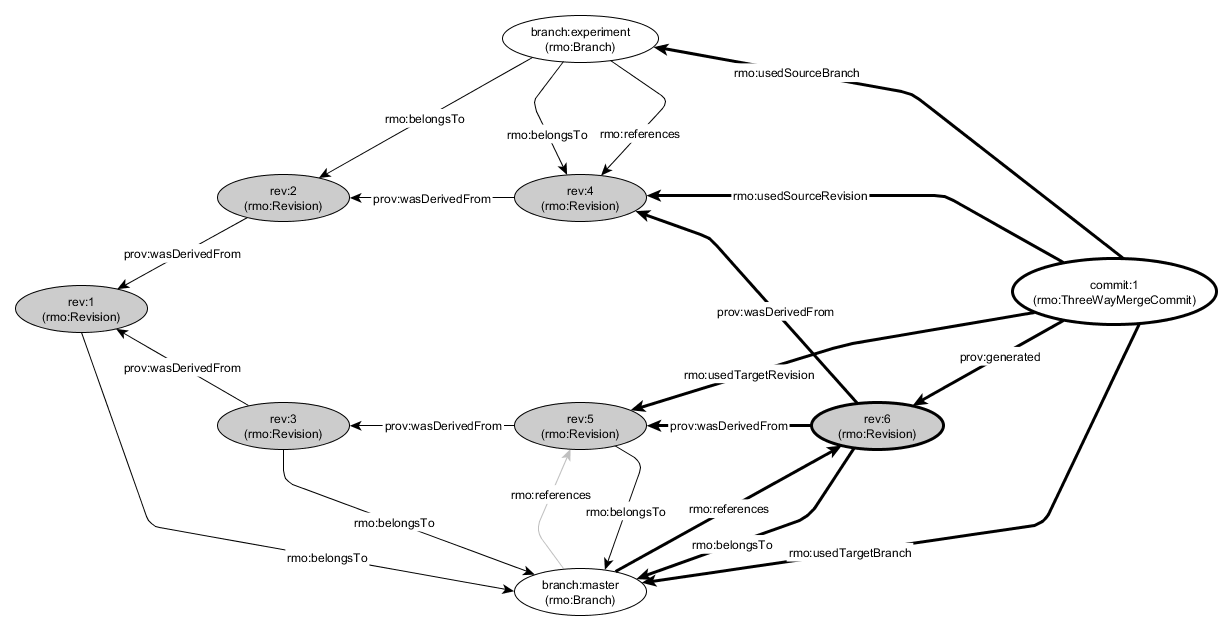 branch:experiment
(rmo:Branch)
rmo:usedSourceBranch
rmo:belongsTo
rmo:belongsTo
rmo:references
rev:2
(rmo:Revision)
prov:wasDerivedFrom
rev:4
(rmo:Revision)
rmo:usedSourceRevision
prov:wasDerivedFrom
commit:1
(rmo:ThreeWayMergeCommit)
rev:1
(rmo:Revision)
prov:wasDerivedFrom
prov:generated
prov:wasDerivedFrom
rmo:usedTargetRevision
rev:3
(rmo:Revision)
prov:wasDerivedFrom
rev:5
(rmo:Revision)
prov:wasDerivedFrom
rev:6
(rmo:Revision)
rmo:references
rmo:belongsTo
rmo:references
rmo:belongsTo
rmo:belongsTo
rmo:belongsTo
rmo:usedTargetBranch
branch:master
(rmo:Branch)